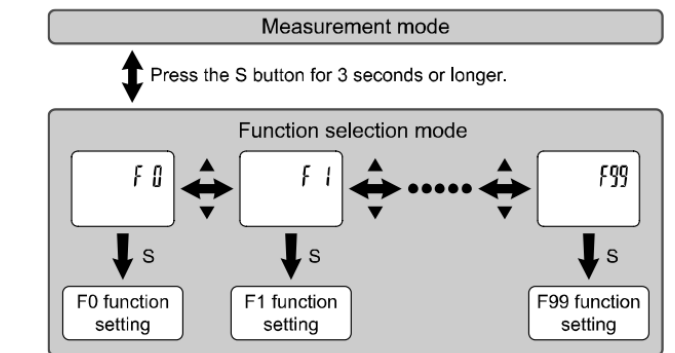 Measurement mode
Press the S button for 3 seconds or longer.
Function selection mode
F 0
F 1
F99
S
S
S
F0 function
setting
F1 function
setting
F99 function
setting